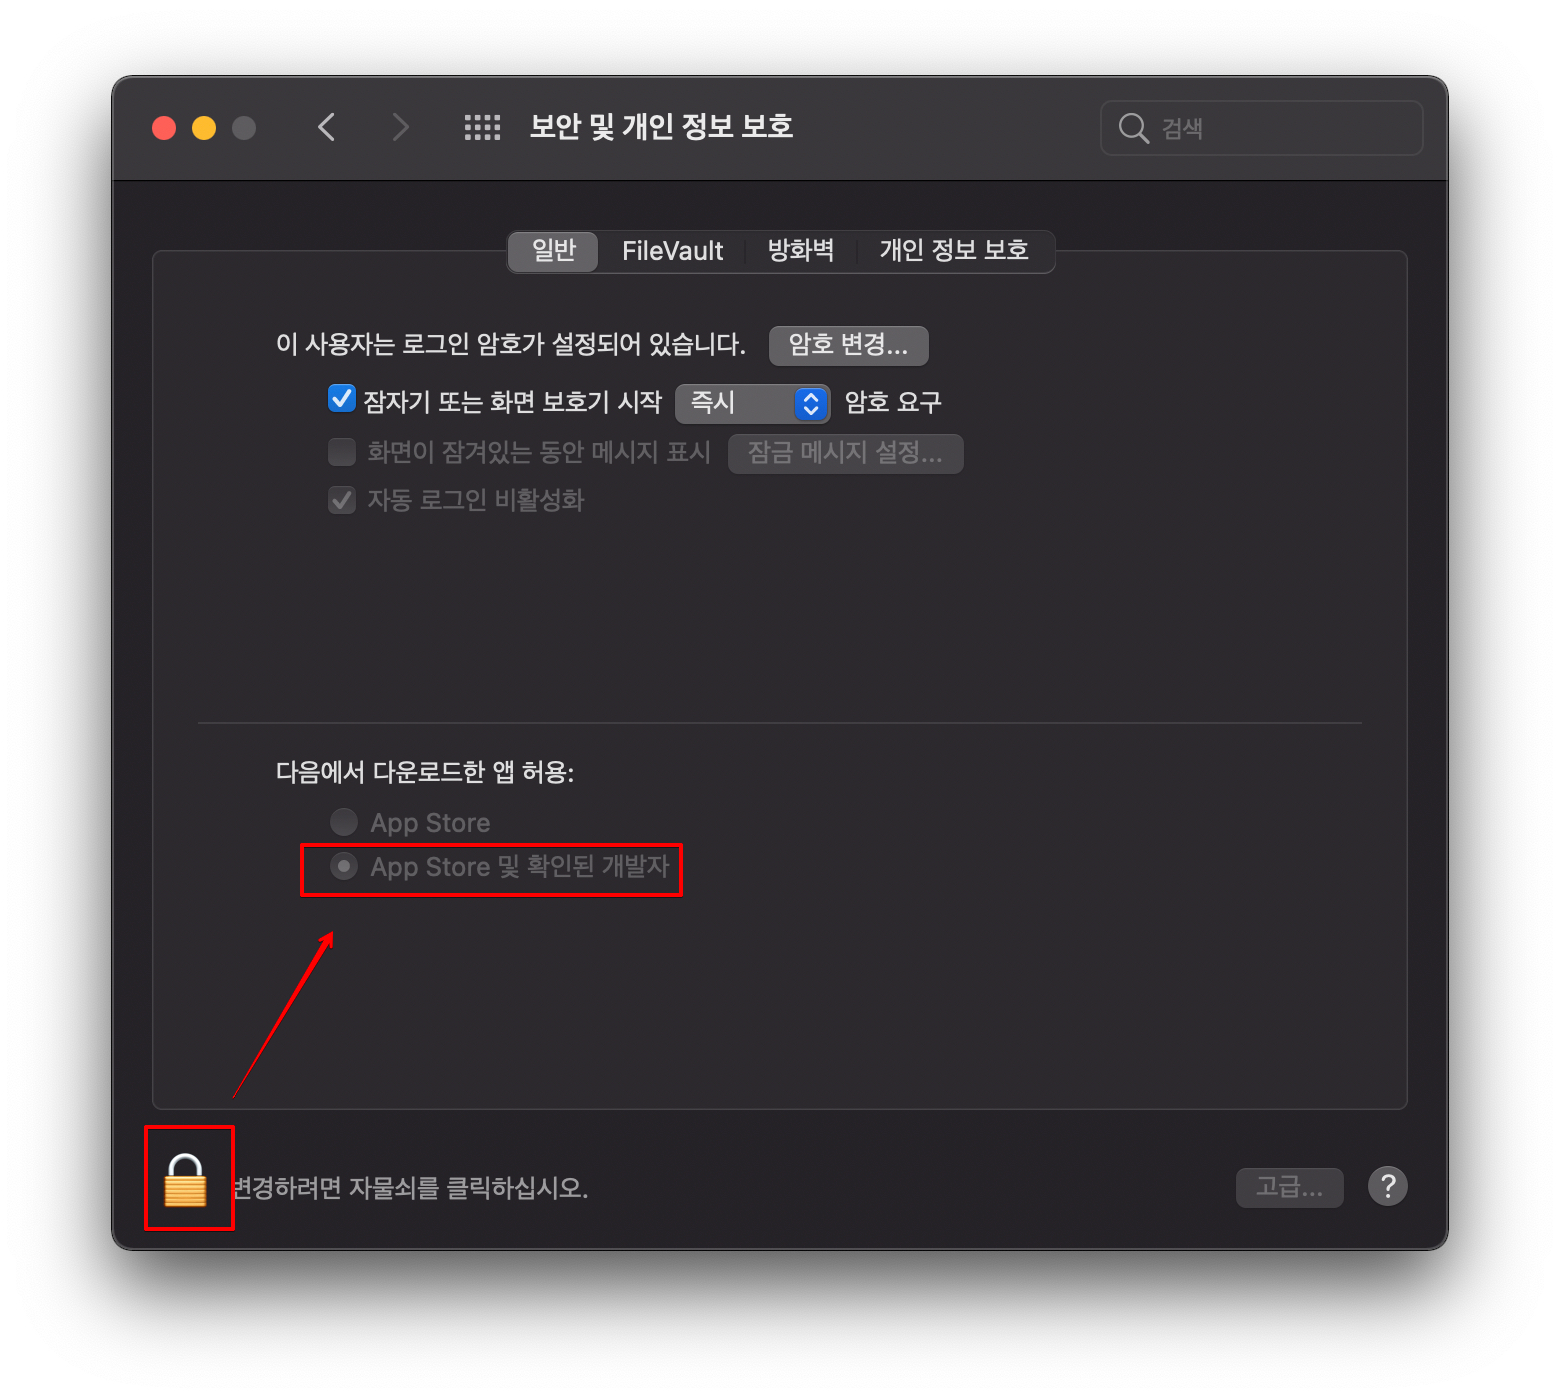 보안 및 개인 정보 보호
검색
일반 FileVault 방화벽 개인 정보 보호
이 사용자는 로그인 암호가 설정되어 있습니다. 암호 변경...
잠자기 또는 화면 보호기 시작 즉시 암호 요구
화면이 잠겨있는 동안 메시지 표시 잠금 메시지 설정...
자동 로그인 비활성화
다음에서 다운로드한 앱 허용:
App Store
App Store 및 확인된 개발자
변경하려면 자물쇠를 클릭하십시오.
고급... ?